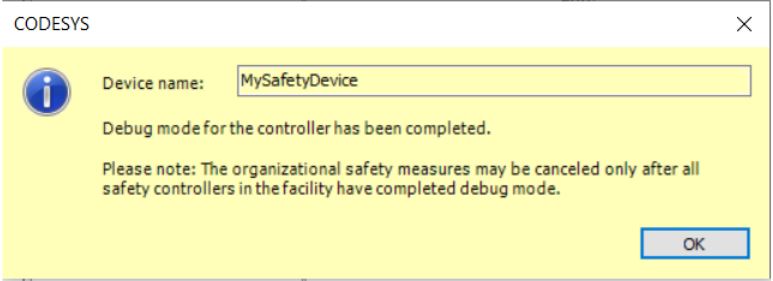 CODESYS
Device name: MySafetyDevice
Debug mode for the controller has been completed.
Please note: The organizational safety measures may be canceled only after all
safety controllers in the facility have completed debug mode.
OK